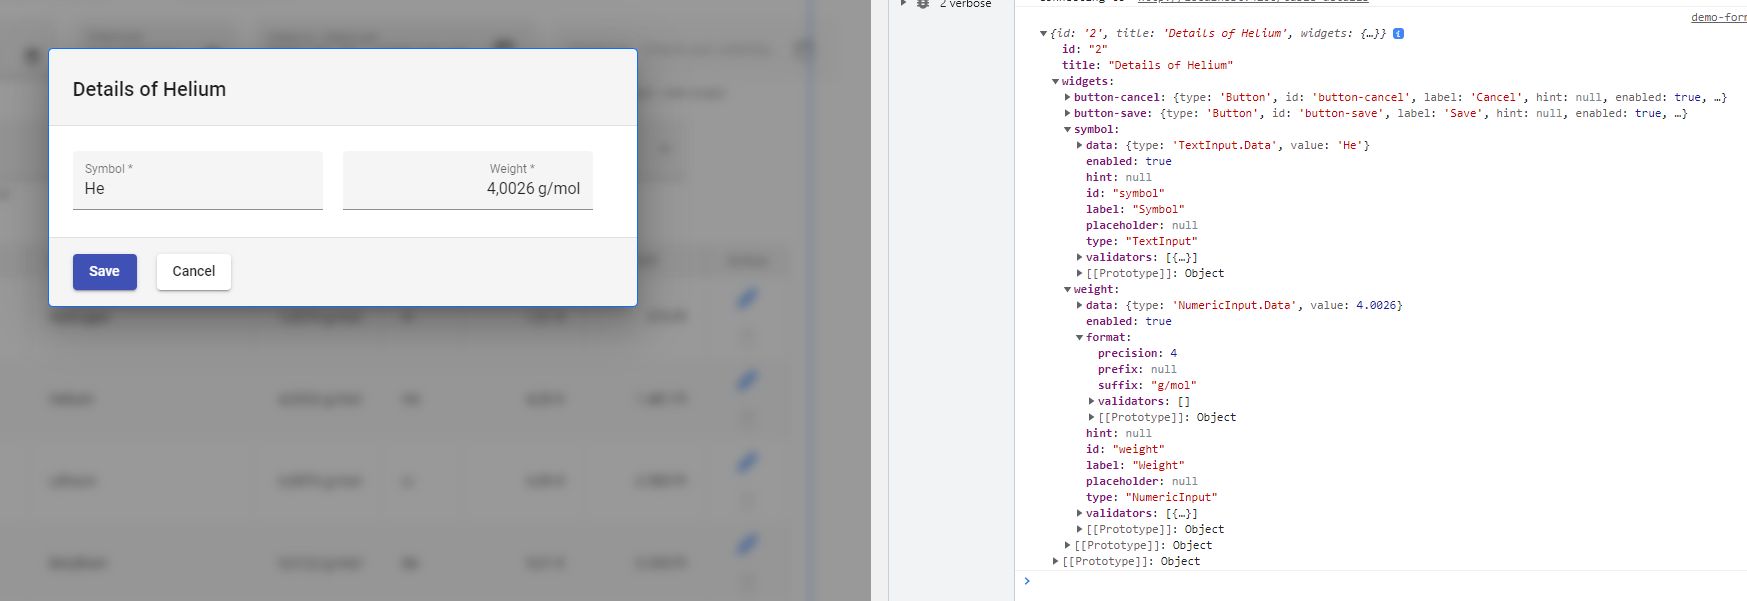 Details of Helium
Symbol *
He
Weight *
4,0026 g/mol
Save
Cancel
2 verbose
demo-for
{id: '2', title: 'Details of Helium', widgets: {…}}
id: "2"
title: "Details of Helium"
widgets:
button-cancel: {type: 'Button', id: 'button-cancel', label: 'Cancel', hint: null, enabled: true, …}
button-save: {type: 'Button', id: 'button-save', label: 'Save', hint: null, enabled: true, …}
symbol:
data: {type: 'TextInput.Data', value: 'He'}
enabled: true
hint: null
id: "symbol"
label: "Symbol"
placeholder: null
type: "TextInput"
validators: [{…}]
[[Prototype]]: Object
weight:
data: {type: 'NumericInput.Data', value: 4.0026}
enabled: true
format:
precision: 4
prefix: null
suffix: "g/mol"
validators: []
[[Prototype]]: Object
hint: null
id: "weight"
label: "Weight"
placeholder: null
type: "NumericInput"
validators: [{…}]
[[Prototype]]: Object
[[Prototype]]: Object
[[Prototype]]: Object